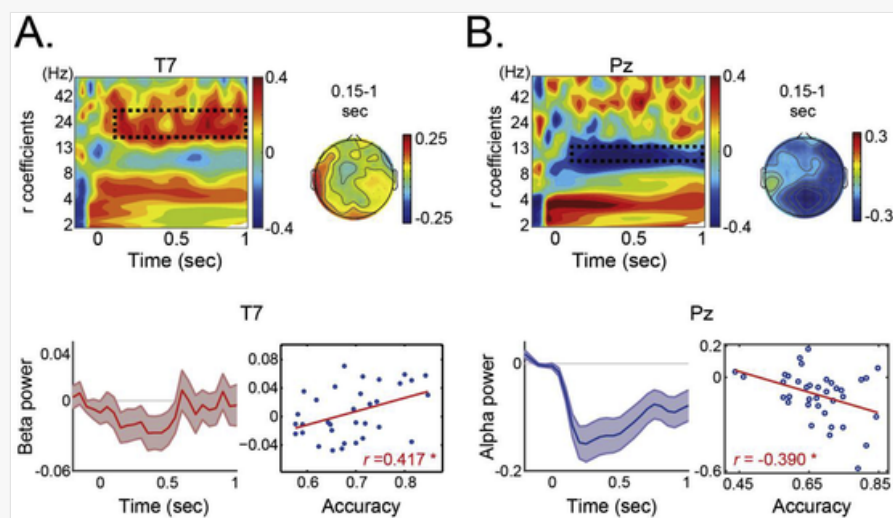 A.
T7
(Hz)
42
24
13
8
4
2
r coefficients
0
0.5
1
Time (sec)
0.4
0
-0.4
0.15-1
sec
0.25
-0.25
B.
Pz
(Hz)
42
24
13
8
4
2
r coefficients
0
0.5
1
Time (sec)
0.4
0
-0.4
0.15-1
sec
0.3
-0.3
T7
0.04
0
-0.06
Beta power
0
0.5
1
Time (sec)
0.08
0.04
0.00
-0.04
r =0.417 *
0.6
0.7
0.8
Accuracy
Pz
0
-0.2
Alpha power
0
0.5
1
Time (sec)
0.2
0
-0.6
r = -0.390 *
0.45
0.65
0.85
Accuracy